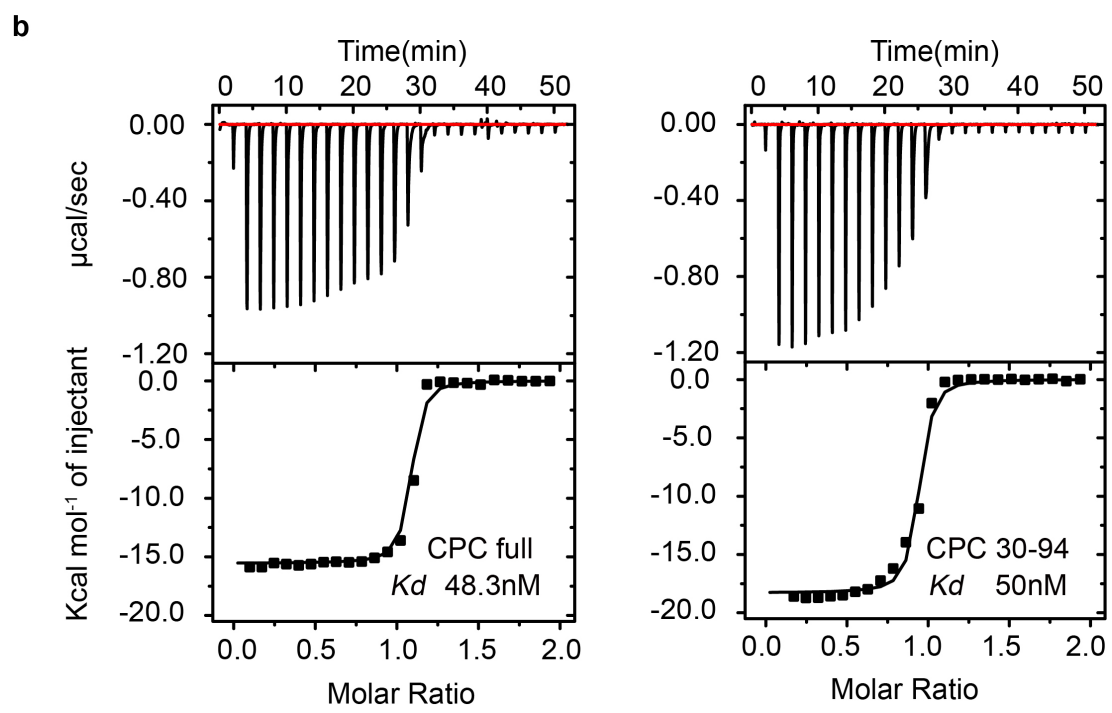 b
Time(min)
0 10 20 30 40 50
0.00
-0.40
-0.80
-1.20
µcal/sec
0.0
-5.0
-10.0
-15.0
-20.0
Kcal mol⁻¹ of injectant
CPC full
Kd 48.3nM
0.0 0.5 1.0 1.5 2.0
Molar Ratio
Time(min)
0 10 20 30 40 50
0.00
-0.40
-0.80
-1.20
0.0
-5.0
-10.0
-15.0
-20.0
CPC 30-94
Kd 50nM
0.0 0.5 1.0 1.5 2.0
Molar Ratio